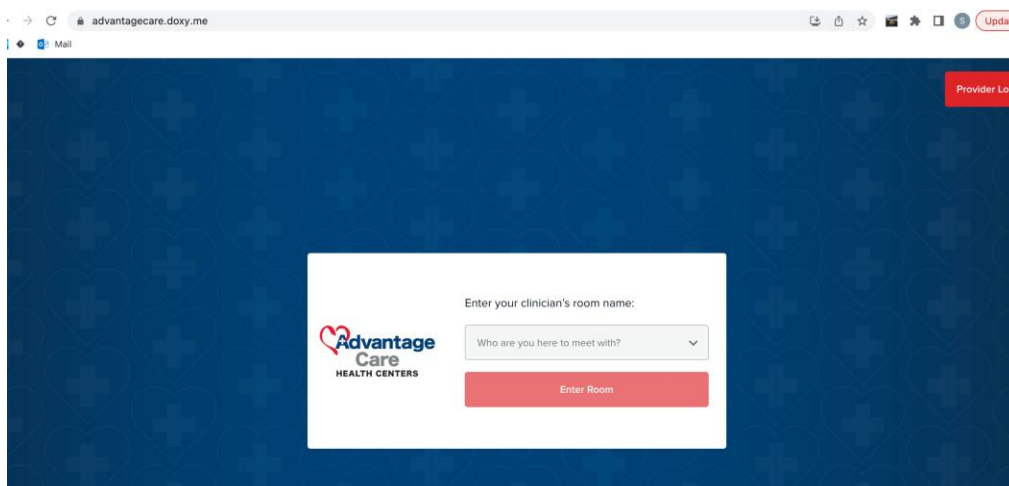 advantagecare.doxy.me
S
Upda
Mail
Provider Lo
Enter your clinician's room name:
Advantage
Care
HEALTH CENTERS
Who are you here to meet with?
Enter Room